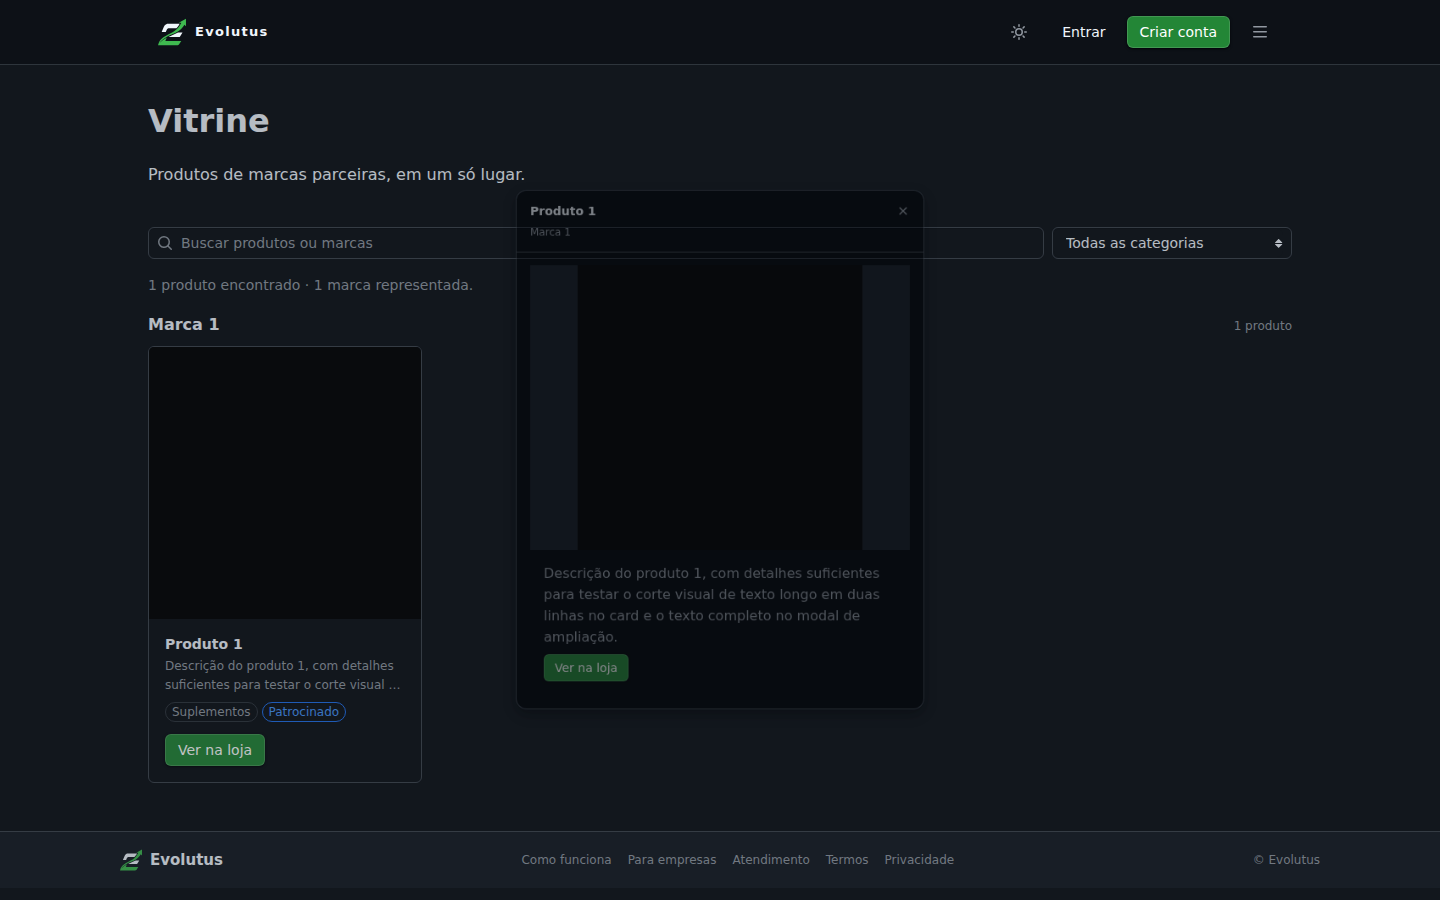 Evolutus
Entrar
Criar conta
Vitrine
Produtos de marcas parceiras, em um só lugar.
Buscar produtos ou marcas
Todas as categorias
1 produto encontrado · 1 marca representada.
Marca 1
1 produto
Produto 1
Descrição do produto 1, com detalhes
suficientes para testar o corte visual ...
Suplementos
Patrocinado
Ver na loja
Produto 1
Marca 1
Descrição do produto 1, com detalhes suficientes
para testar o corte visual de texto longo em duas
linhas no card e o texto completo no modal de
ampliação.
Ver na loja
Evolutus
Como funciona
Para empresas
Atendimento
Termos
Privacidade
© Evolutus